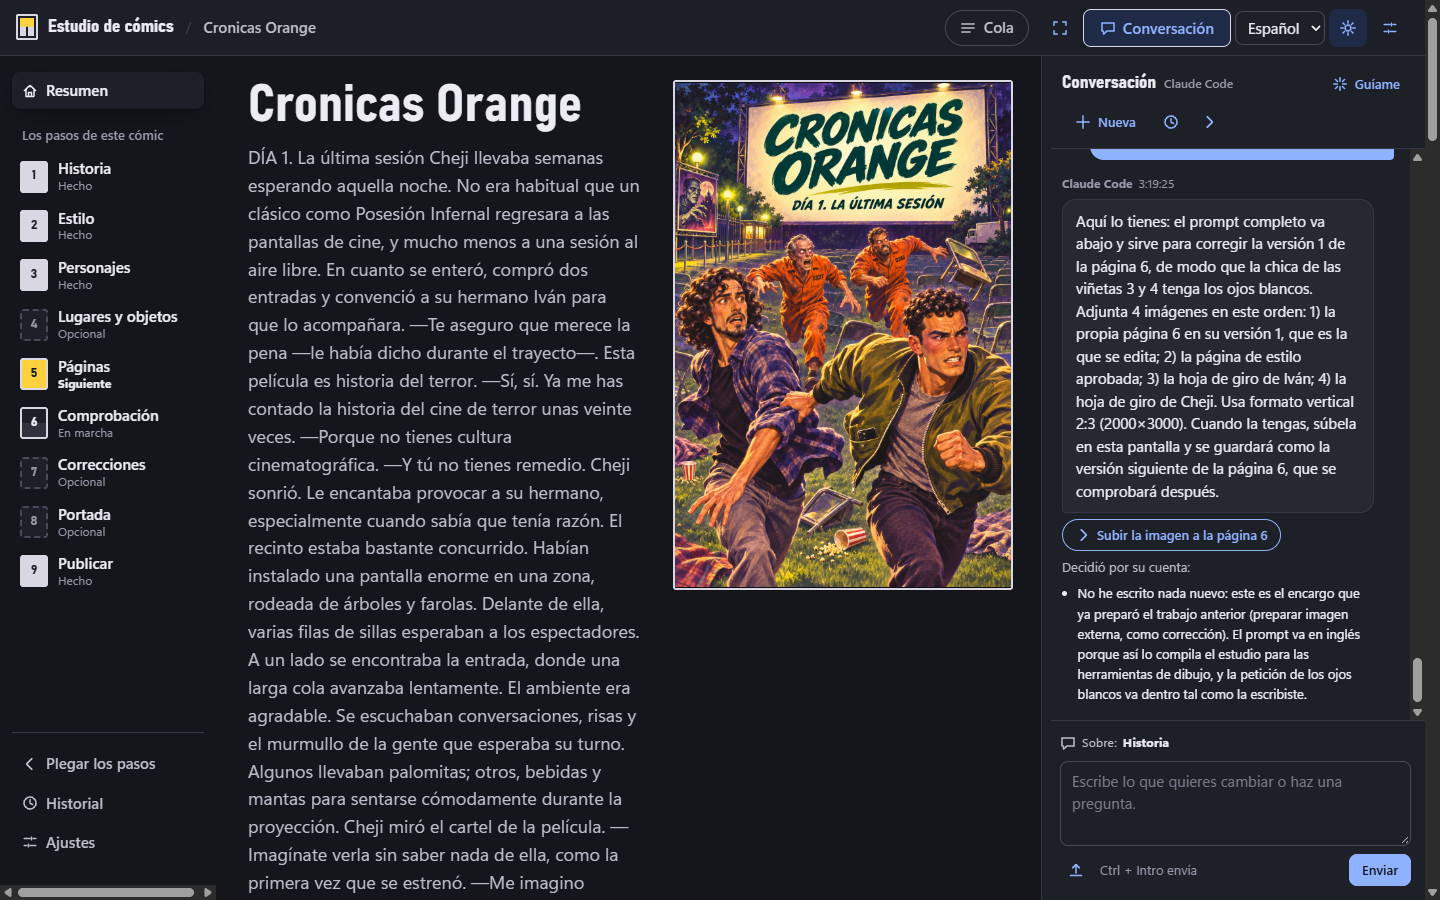 Estudio de cómics / Cronicas Orange
Cola
Conversación
Español
Resumen
Los pasos de este cómic
1 Historia
Hecho
2 Estilo
Hecho
3 Personajes
Hecho
4 Lugares y objetos
Opcional
5 Páginas
Siguiente
6 Comprobación
En marcha
7 Correcciones
Opcional
8 Portada
Opcional
9 Publicar
Hecho
Plegar los pasos
Historial
Ajustes
Cronicas Orange
DÍA 1. La última sesión Cheji llevaba semanas
esperando aquella noche. No era habitual que un
clásico como Posesión Infernal regresara a las
pantallas de cine, y mucho menos a una sesión al
aire libre. En cuanto se enteró, compró dos
entradas y convenció a su hermano Iván para
que lo acompañara. —Te aseguro que merece la
pena —le había dicho durante el trayecto—. Esta
película es historia del terror. —Sí, sí. Ya me has
contado la historia del cine de terror unas veinte
veces. —Porque no tienes cultura
cinematográfica. —Y tú no tienes remedio. Cheji
sonrió. Le encantaba provocar a su hermano,
especialmente cuando sabía que tenía razón. El
recinto estaba bastante concurrido. Habían
instalado una pantalla enorme en una zona,
rodeada de árboles y farolas. Delante de ella,
varias filas de sillas esperaban a los espectadores.
A un lado se encontraba la entrada, donde una
larga cola avanzaba lentamente. El ambiente era
agradable. Se escuchaban conversaciones, risas y
el murmullo de la gente que esperaba su turno.
Algunos llevaban palomitas; otros, bebidas y
mantas para sentarse cómodamente durante la
proyección. Cheji miró el cartel de la película. —
Imagínate verla sin saber nada de ella, como la
primera vez que se estrenó. —Me imagino
CRONICAS
ORANGE
DÍA 1. LA ÚLTIMA SESIÓN
Conversación Claude Code
Guíame
Nueva
Claude Code 3:19:25
Aquí lo tienes: el prompt completo va
abajo y sirve para corregir la versión 1 de
la página 6, de modo que la chica de las
viñetas 3 y 4 tenga los ojos blancos.
Adjunta 4 imágenes en este orden: 1) la
propia página 6 en su versión 1, que es la
que se edita; 2) la página de estilo
aprobada; 3) la hoja de giro de Iván; 4) la
hoja de giro de Cheji. Usa formato vertical
2:3 (2000×3000). Cuando la tengas, súbela
en esta pantalla y se guardará como la
versión siguiente de la página 6, que se
comprobará después.
Subir la imagen a la página 6
Decidió por su cuenta:
• No he escrito nada nuevo: este es el encargo que
ya preparó el trabajo anterior (preparar imagen
externa, como corrección). El prompt va en inglés
porque así lo compila el estudio para las
herramientas de dibujo, y la petición de los ojos
blancos va dentro tal como la escribiste.
Sobre: Historia
Escribe lo que quieres cambiar o haz una
pregunta.
Ctrl + Intro envía
Enviar